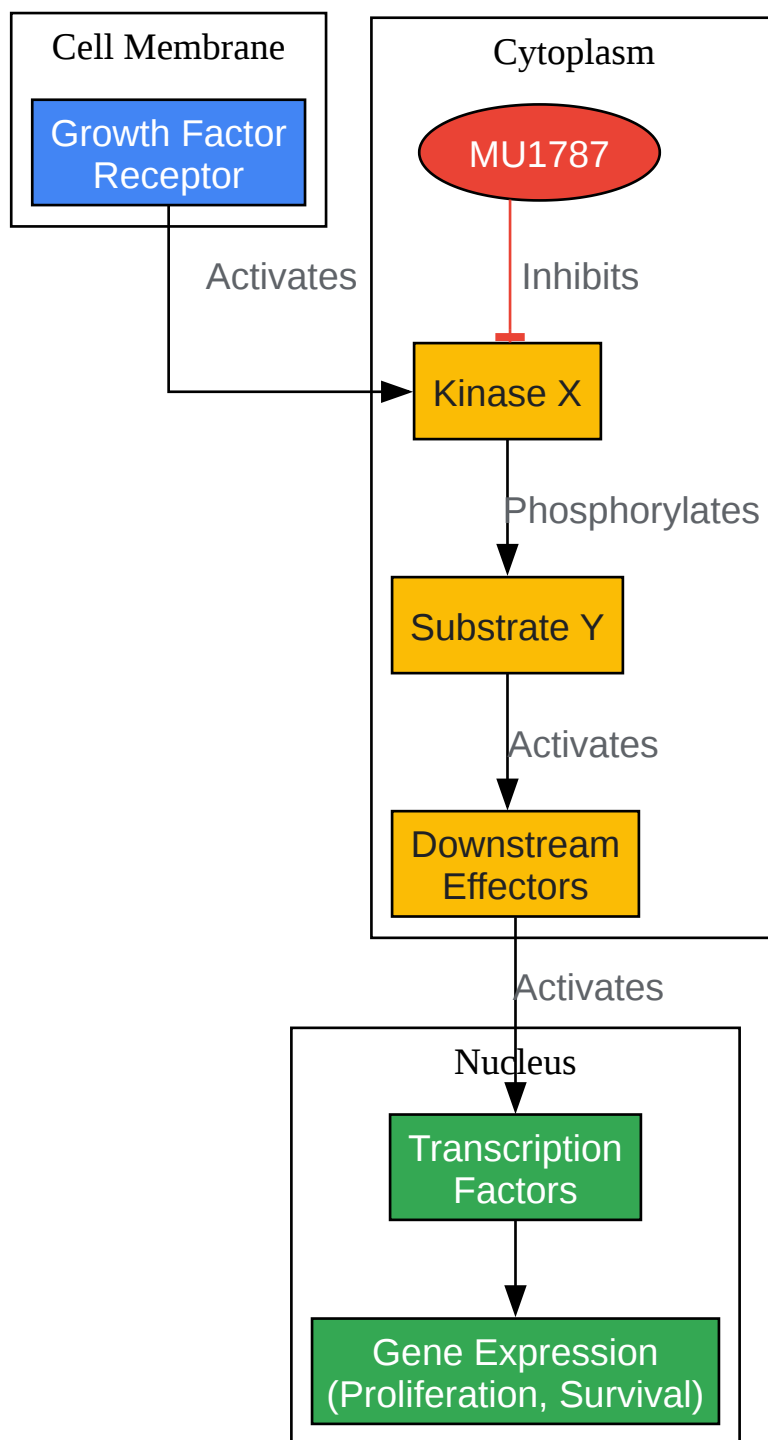 Cell Membrane
Growth Factor
Receptor
Cytoplasm
MU1787
Activates
Inhibits
Kinase X
Phosphorylates
Substrate Y
Activates
Downstream
Effectors
Activates
Nucleus
Transcription
Factors
Gene Expression
(Proliferation, Survival)